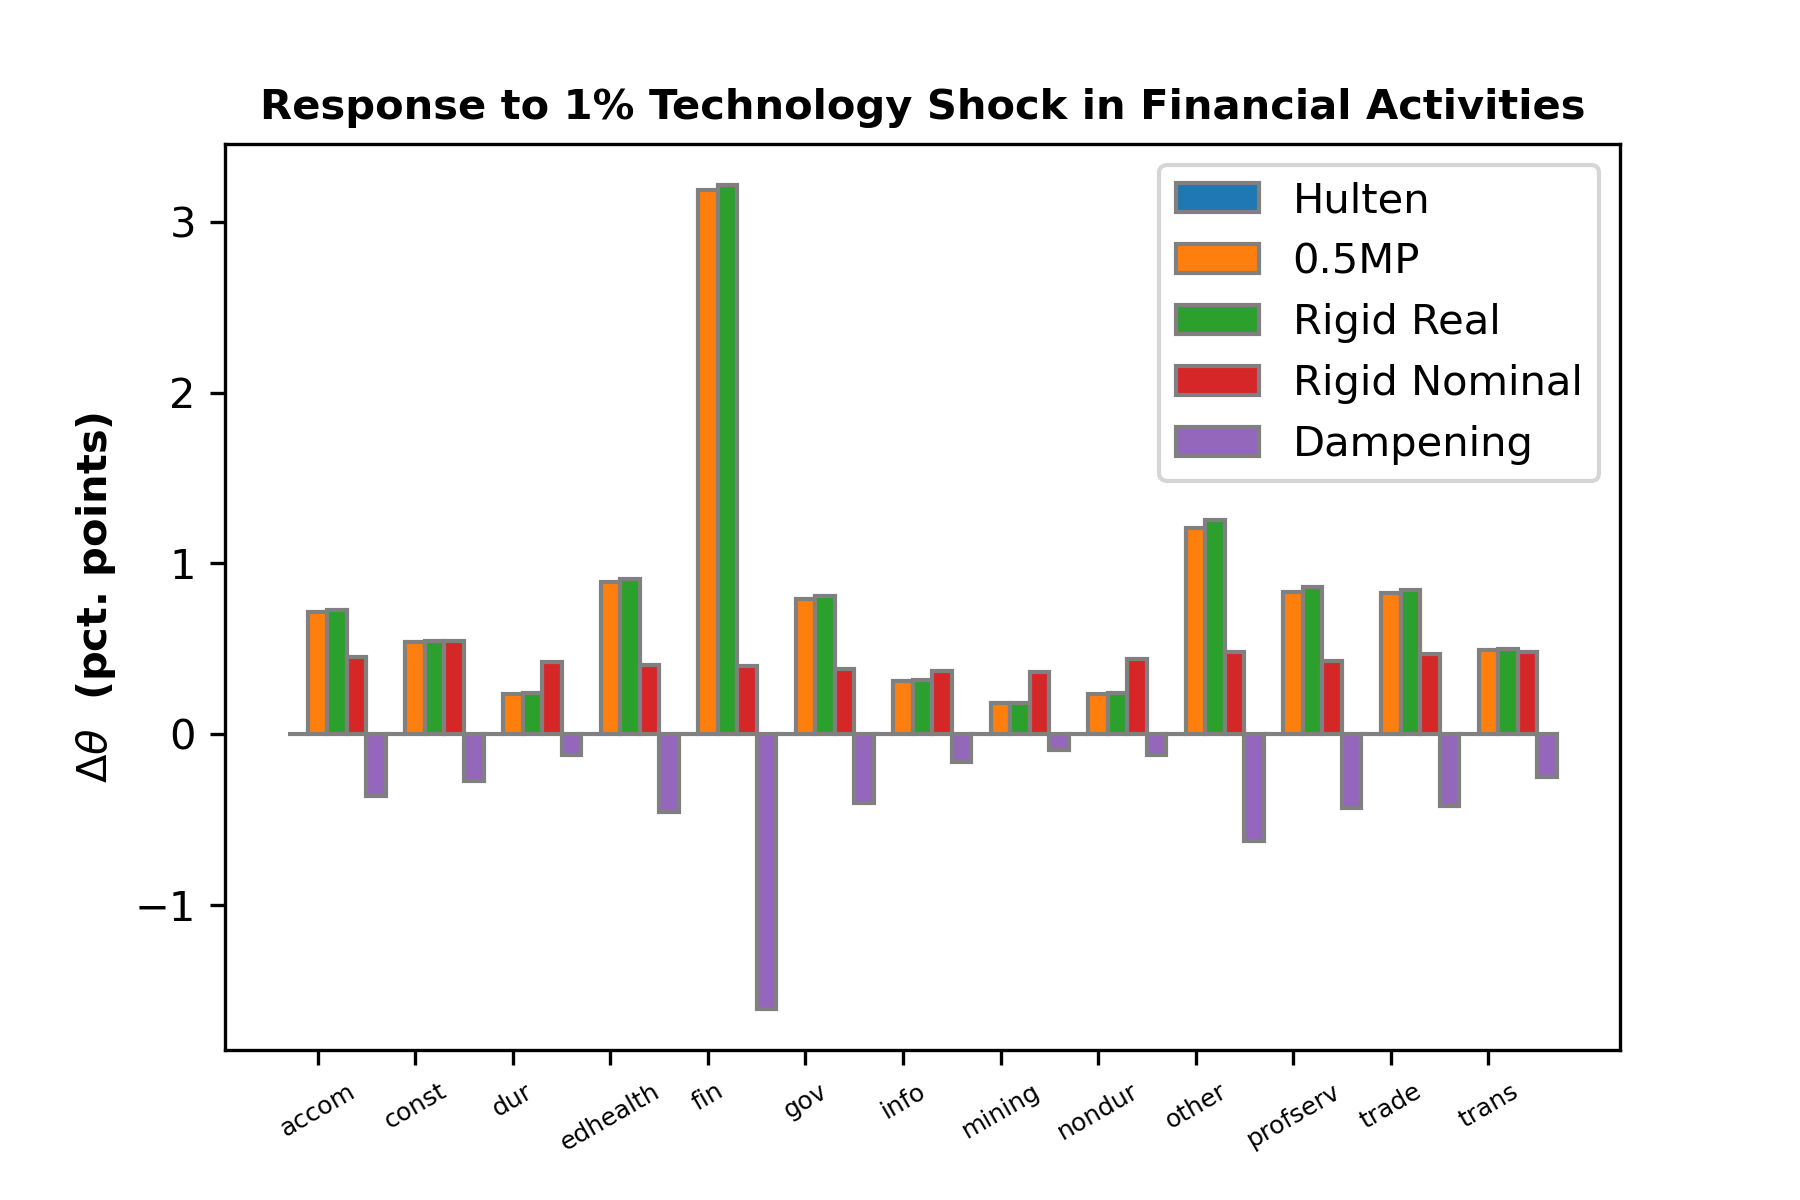 Response to 1% Technology Shock in Financial Activities
Hulten
0.5MP
Rigid Real
Rigid Nominal
Dampening
Δθ (pct. points)
3
2
1
0
−1
accom
const
dur
edhealth
fin
gov
info
mining
nondur
other
profserv
trade
trans